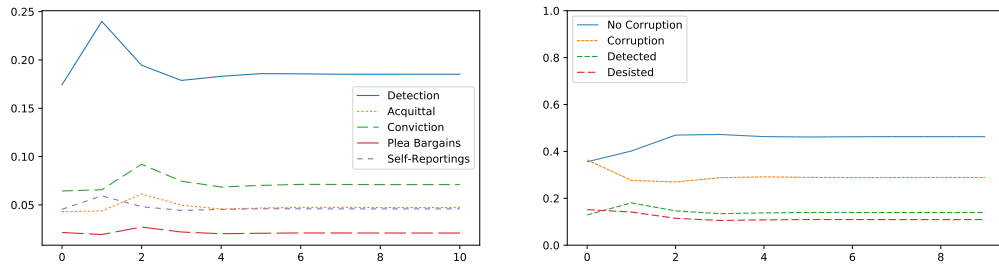 0.25
0.20
0.15
0.10
0.05
0 2 4 6 8 10
Detection
Acquittal
Conviction
Plea Bargains
Self-Reportings
1.0
0.8
0.6
0.4
0.2
0.0
0 2 4 6 8
No Corruption
Corruption
Detected
Desisted